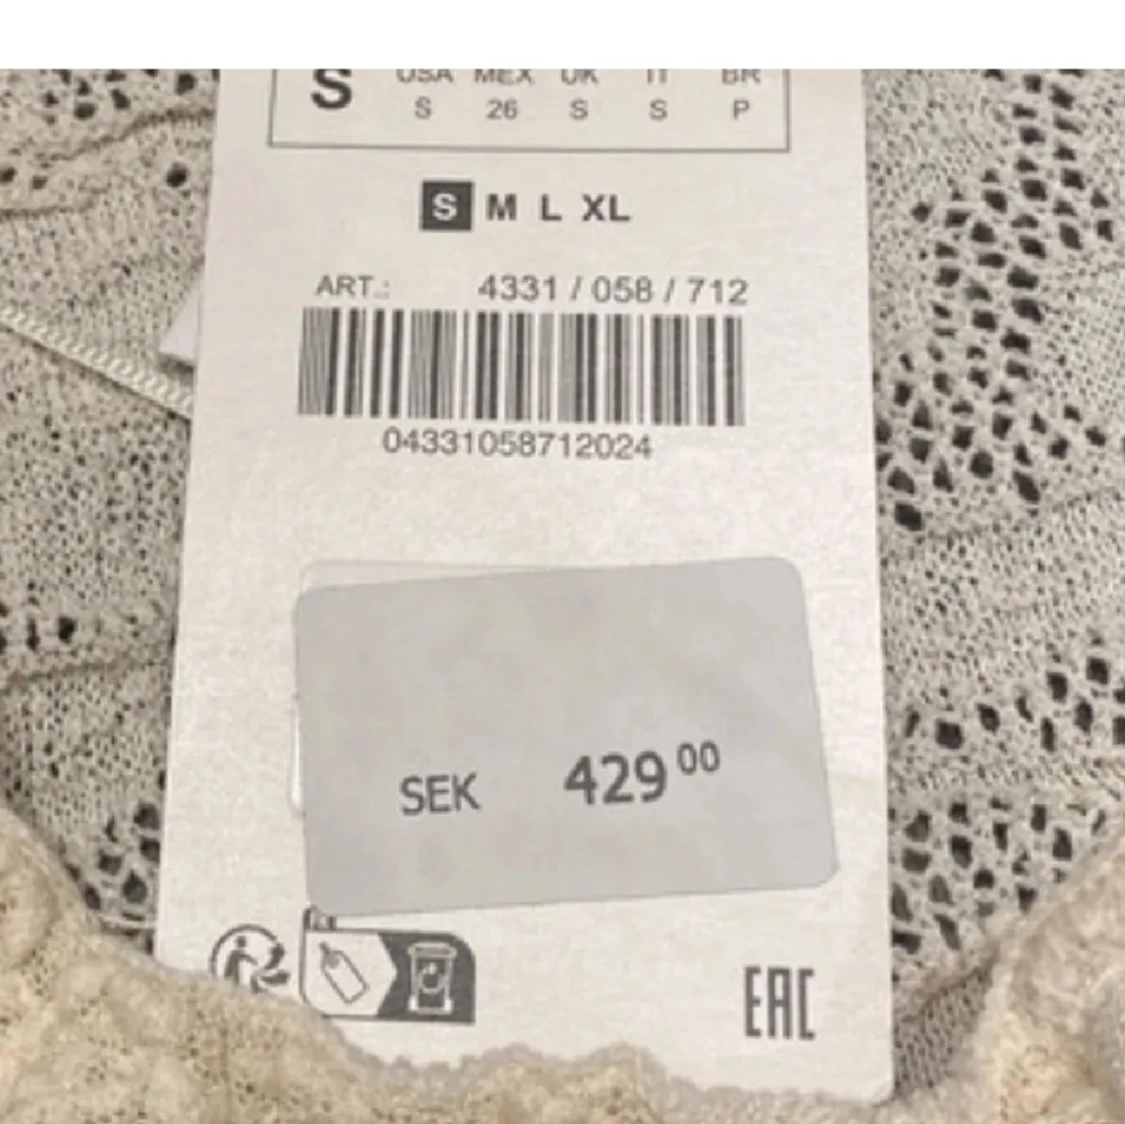 S USA MEX UK IT BR
S 26 S S P
S M L XL
ART.: 4331 / 058 / 712
04331058712024
SEK 429 00
EAC